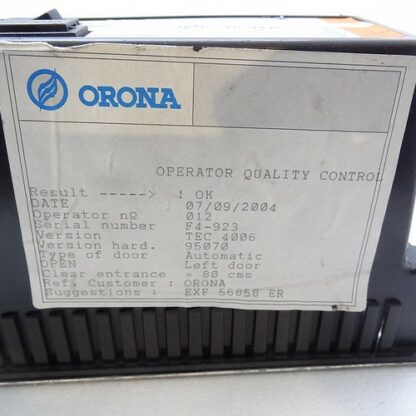 ORONA
OPERATOR QUALITY CONTROL
Result -----> ! OK
DATE 07/09/2004
Operator nº 012
Serial number F4-923
Version TEC 4006
Version hard. 95070
Type of door Automatic
OPEN Left door
Clear entrance = 80 cms
Ref. Customer : ORONA
Suggestions : EXF 56858 ER